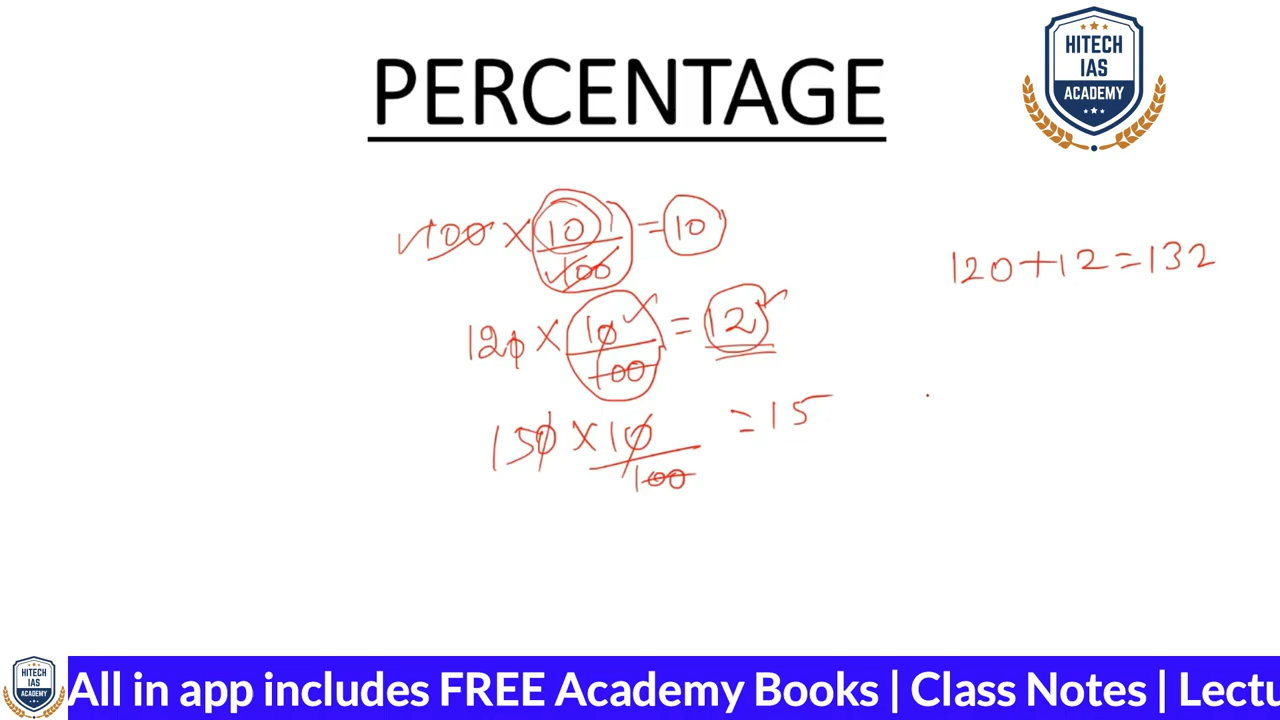 PERCENTAGE
HITECH
IAS
ACADEMY
100 × 10/100 = 10
120 + 12 = 132
120 × 10/100 = 12
150 × 10/100 = 15
HITECH
IAS
ACADEMY
All in app includes FREE Academy Books | Class Notes | Lectu